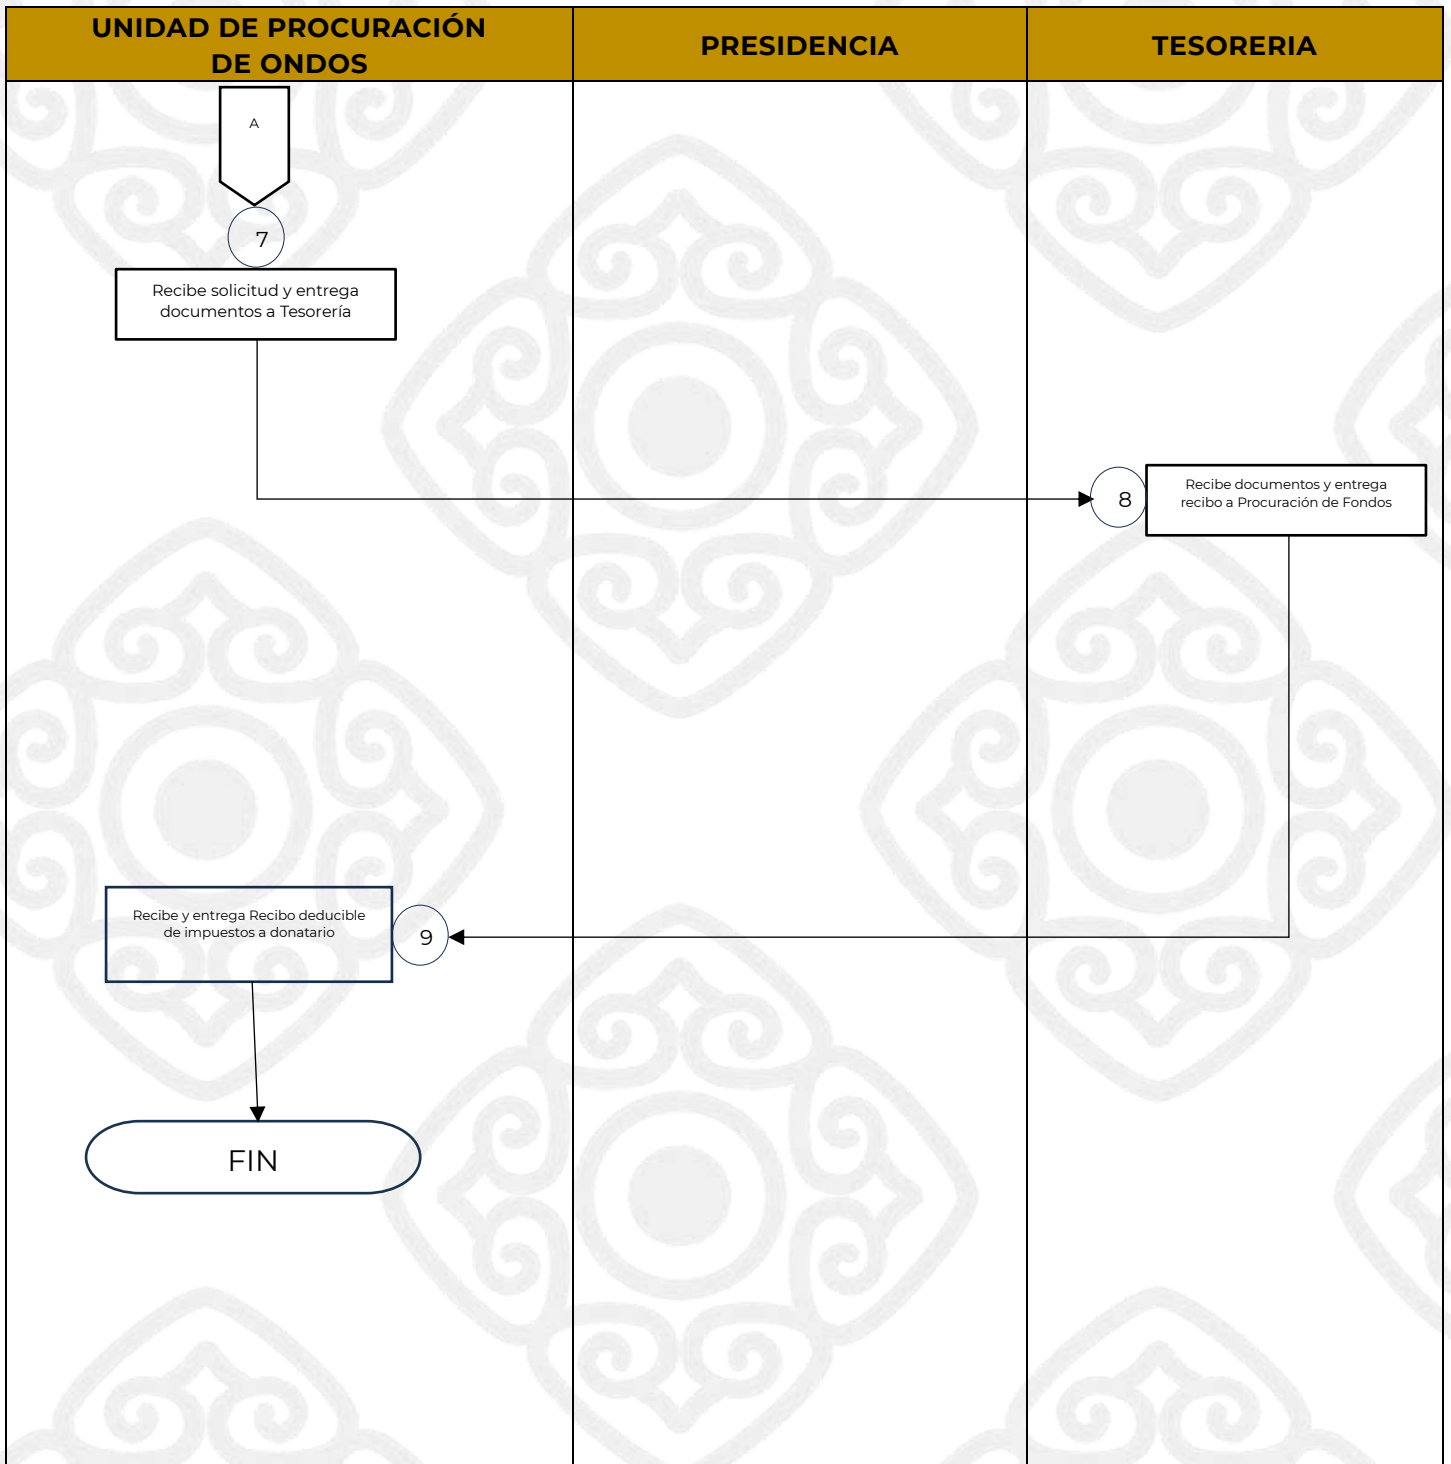 UNIDAD DE PROCURACIÓN
DE ONDOS
PRESIDENCIA
TESORERIA
A
7
Recibe solicitud y entrega
documentos a Tesorería
8
Recibe documentos y entrega
recibo a Procuración de Fondos
Recibe y entrega Recibo deducible
de impuestos a donatario
9
FIN